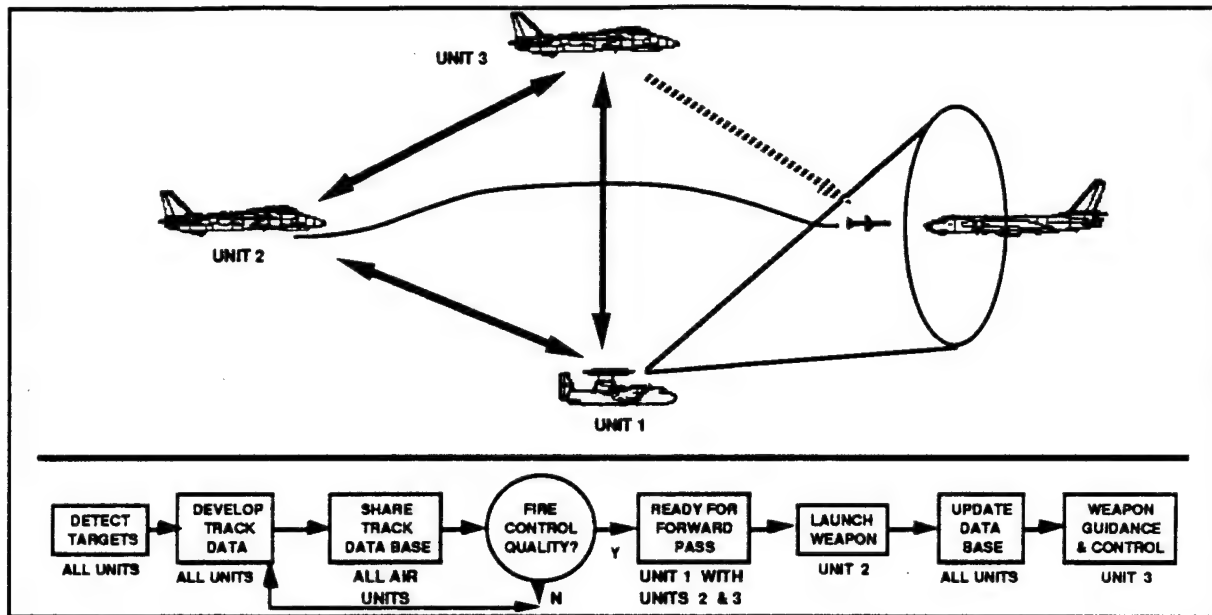 UNIT 3
UNIT 2
UNIT 1
DETECT
TARGETS
ALL UNITS
DEVELOP
TRACK
DATA
ALL UNITS
SHARE
TRACK
DATA BASE
ALL AIR
UNITS
FIRE
CONTROL
QUALITY?
Y
N
READY FOR
FORWARD
PASS
UNIT 1 WITH
UNITS 2 & 3
LAUNCH
WEAPON
UNIT 2
UPDATE
DATA
BASE
ALL UNITS
WEAPON
GUIDANCE
& CONTROL
UNIT 3